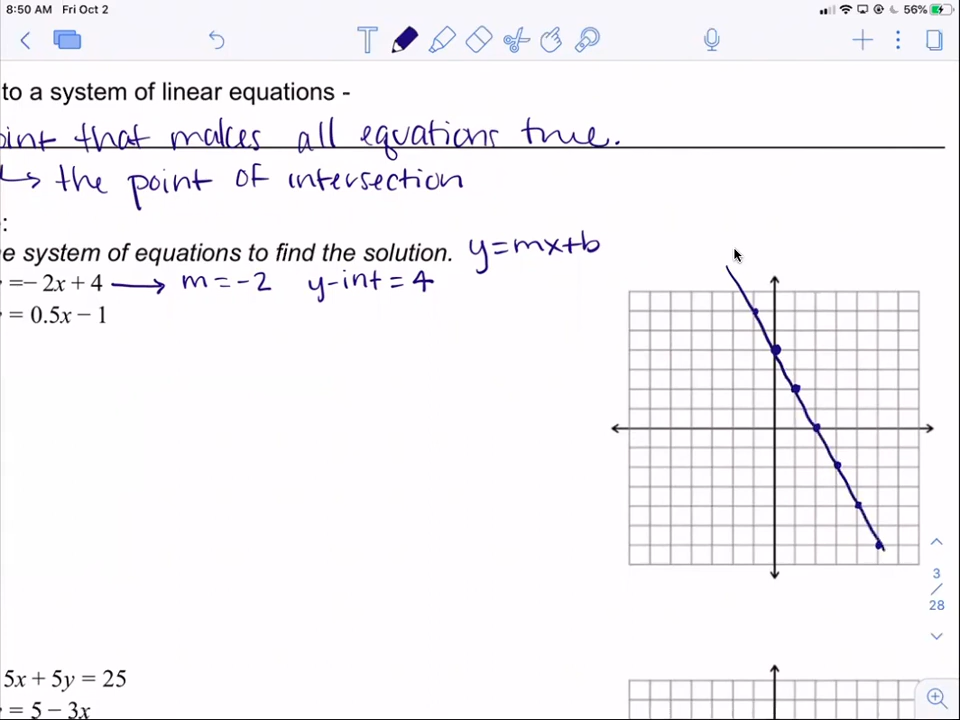 8:50 AM Fri Oct 2 56%
to a system of linear equations -
oint that makes all equations true.
↳ the point of intersection
:
e system of equations to find the solution. y=mx+b
= − 2x + 4 → m = -2 y-int = 4
= 0.5x − 1
3
/
28
5x + 5y = 25
= 5 − 3x